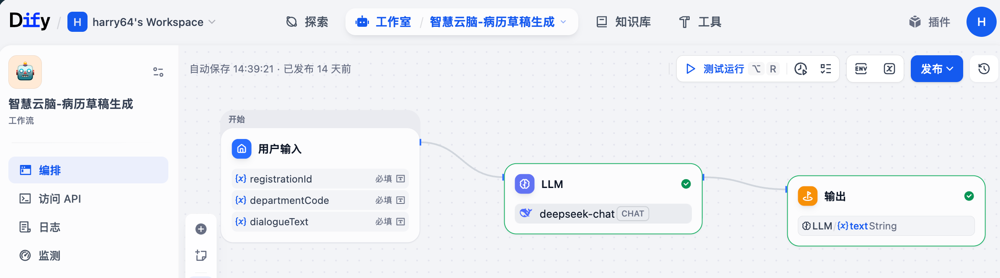 Dify / H harry64's Workspace 探索 工作室 / 智慧云脑-病历草稿生成 知识库 工具 插件 H
智慧云脑-病历草稿生成
工作流
编排
访问 API
日志
监测
自动保存 14:39:21 · 已发布 14 天前
测试运行 ⌥ R ENV 发布
开始
用户输入
{x} registrationId 必填
{x} departmentCode 必填
{x} dialogueText 必填
LLM
deepseek-chat CHAT
输出
LLM / {x} text String